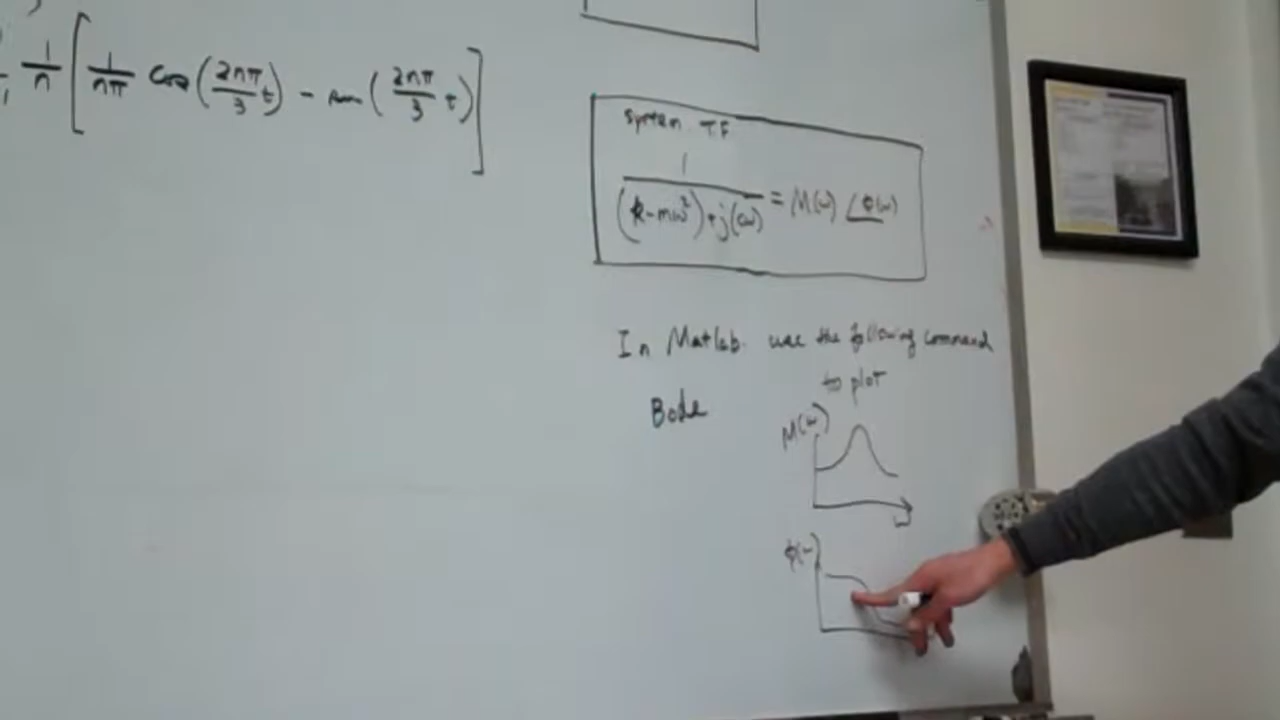 1/n [ 1/nπ cos (2nπ/3 t) - sin (2nπ/3 t) ]
system TF
1/((k-mω²)+j(cω)) = M(ω) ∠φ(ω)
In Matlab use the following command
to plot
Bode
M(ω)
ω
φ(ω)